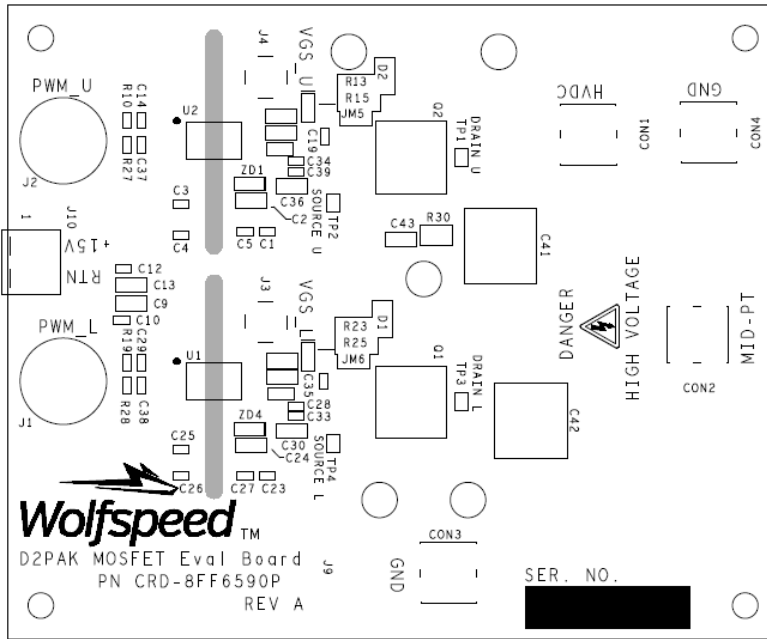 J4
VGS_U
D2
R13
R15
JM5
PWM_U
R10
C14
U2
C19
Q2
DRAIN U
TP1
HVDC
CON1
GND
CON4
J2
R27
C37
C34
C39
ZD1
C36
C3
C2
SOURCE U
TP2
1
J10
+15V
RTN
C4
C5
C1
C43
R30
C41
C12
C13
C9
C10
J3
VGS_L
D1
R23
R25
JM6
DANGER
HIGH VOLTAGE
MID-PT
CON2
PWM_L
R19
C29
U1
C35
Q1
DRAIN L
TP3
J1
R28
C38
C28
C33
ZD4
C30
C24
SOURCE L
TP4
C42
C25
C26
C27
C23
Wolfspeed TM
D2PAK MOSFET Eval Board
PN CRD-8FF6590P
REV A
J9
GND
CON3
SER. NO.